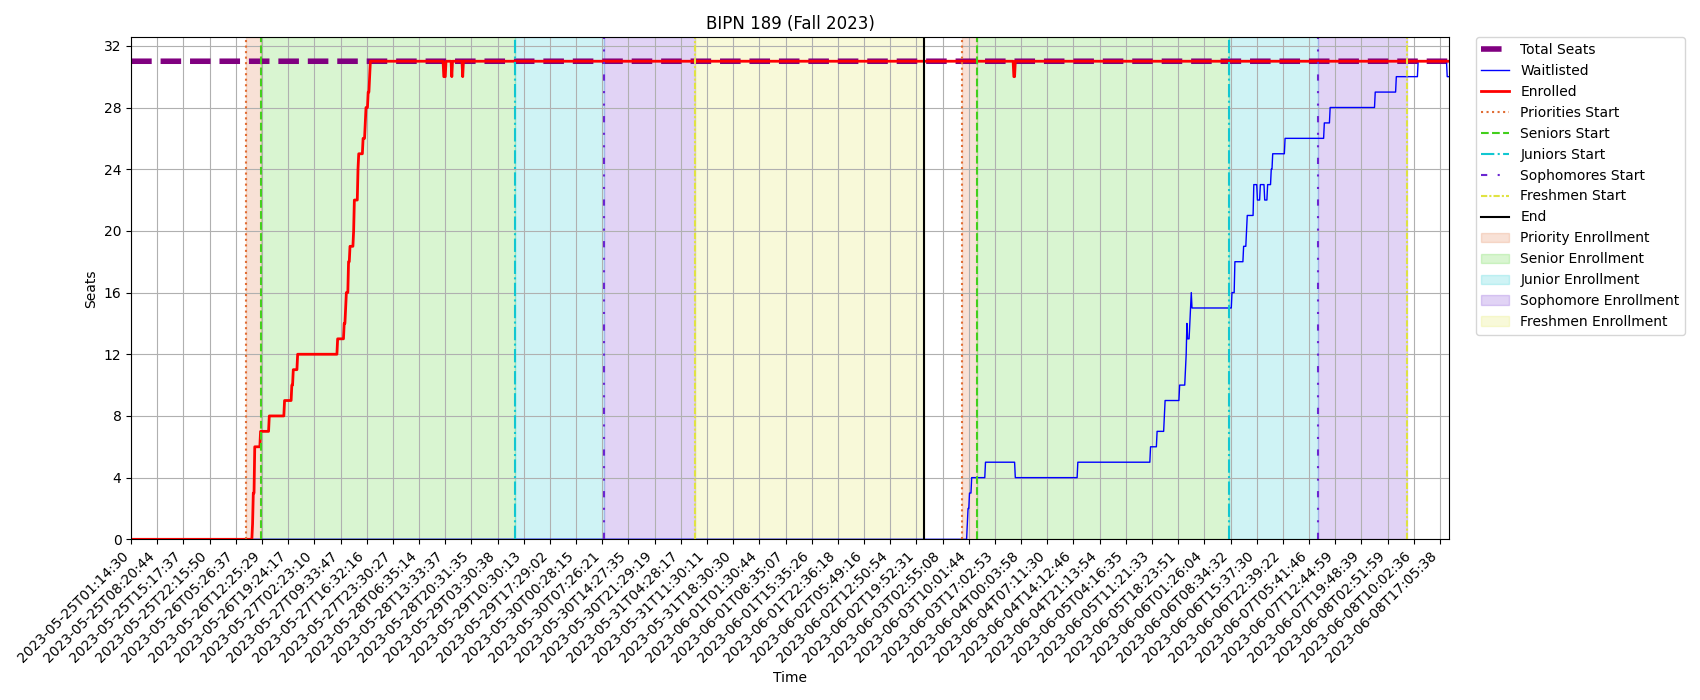 BIPN 189 (Fall 2023)
Seats
32
28
24
20
16
12
8
4
0
2023-05-25T01:14:30
2023-05-25T08:20:44
2023-05-25T15:17:37
2023-05-25T22:15:50
2023-05-26T05:26:37
2023-05-26T12:25:29
2023-05-26T19:24:17
2023-05-27T02:23:10
2023-05-27T09:33:47
2023-05-27T16:32:16
2023-05-27T23:30:27
2023-05-28T06:35:14
2023-05-28T13:33:37
2023-05-28T20:31:35
2023-05-29T03:30:38
2023-05-29T10:30:13
2023-05-29T17:29:02
2023-05-30T00:28:15
2023-05-30T07:26:21
2023-05-30T14:27:35
2023-05-30T21:29:19
2023-05-31T04:28:17
2023-05-31T11:30:11
2023-05-31T18:30:30
2023-06-01T01:30:44
2023-06-01T08:35:07
2023-06-01T15:35:26
2023-06-01T22:36:18
2023-06-02T05:49:16
2023-06-02T12:50:54
2023-06-02T19:52:31
2023-06-03T02:55:08
2023-06-03T10:01:44
2023-06-03T17:02:53
2023-06-04T00:03:58
2023-06-04T07:11:30
2023-06-04T14:12:46
2023-06-04T21:13:54
2023-06-05T04:16:35
2023-06-05T11:21:33
2023-06-05T18:23:51
2023-06-06T01:26:04
2023-06-06T08:34:32
2023-06-06T15:37:30
2023-06-06T22:39:22
2023-06-07T05:41:46
2023-06-07T12:44:59
2023-06-07T19:48:39
2023-06-08T02:51:59
2023-06-08T10:02:36
2023-06-08T17:05:38
Time
Total Seats
Waitlisted
Enrolled
Priorities Start
Seniors Start
Juniors Start
Sophomores Start
Freshmen Start
End
Priority Enrollment
Senior Enrollment
Junior Enrollment
Sophomore Enrollment
Freshmen Enrollment